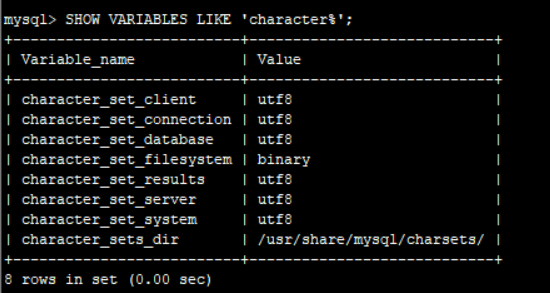 mysql> SHOW VARIABLES LIKE 'character%';
+--------------------------+----------------------------+
| Variable_name            | Value                      |
+--------------------------+----------------------------+
| character_set_client     | utf8                       |
| character_set_connection | utf8                       |
| character_set_database   | utf8                       |
| character_set_filesystem | binary                     |
| character_set_results    | utf8                       |
| character_set_server     | utf8                       |
| character_set_system     | utf8                       |
| character_sets_dir       | /usr/share/mysql/charsets/ |
+--------------------------+----------------------------+
8 rows in set (0.00 sec)